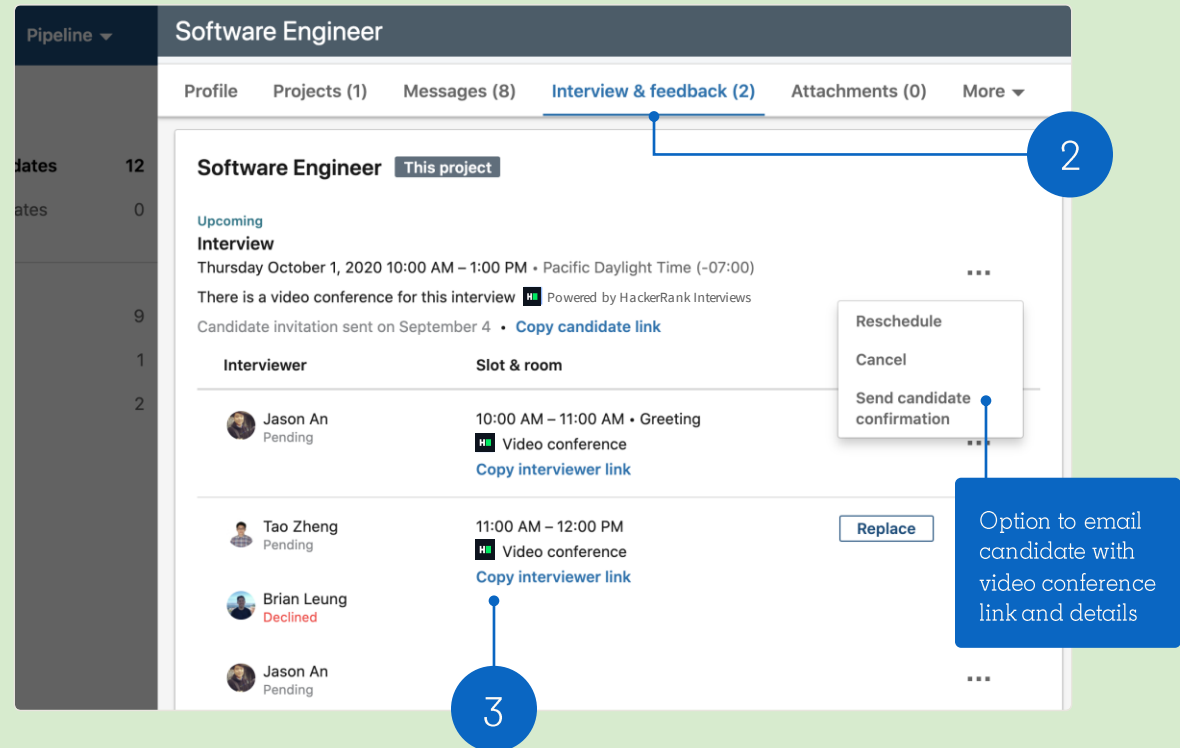 Pipeline
Software Engineer
Profile Projects (1) Messages (8) Interview & feedback (2) Attachments (0) More
2
dates 12
ates 0
9
1
2
Software Engineer This project
Upcoming
Interview
Thursday October 1, 2020 10:00 AM – 1:00 PM • Pacific Daylight Time (-07:00)
There is a video conference for this interview H Powered by HackerRank Interviews
Candidate invitation sent on September 4 • Copy candidate link
Reschedule
Cancel
Send candidate
confirmation
Interviewer Slot & room
Jason An
Pending
10:00 AM – 11:00 AM • Greeting
H Video conference
Copy interviewer link
Tao Zheng
Pending
11:00 AM – 12:00 PM
H Video conference
Copy interviewer link
Replace
Option to email
candidate with
video conference
link and details
Brian Leung
Declined
Jason An
Pending
3